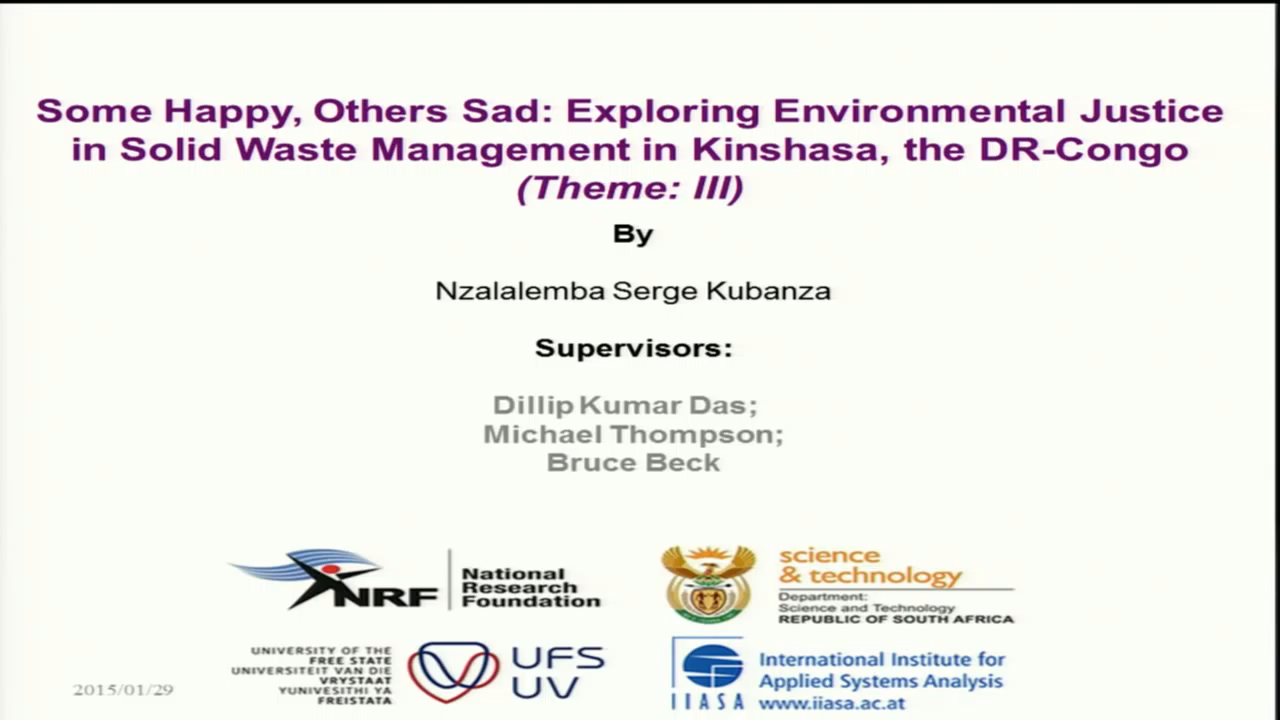 Some Happy, Others Sad: Exploring Environmental Justice
in Solid Waste Management in Kinshasa, the DR-Congo
(Theme: III)
By
Nzalalemba Serge Kubanza
Supervisors:
Dillip Kumar Das;
Michael Thompson;
Bruce Beck
NRF
National
Research
Foundation
science
& technology
Department:
Science and Technology
REPUBLIC OF SOUTH AFRICA
2015/01/29
UNIVERSITY OF THE
FREE STATE
UNIVERSITEIT VAN DIE
VRYSTAAT
YUNIVESITHI YA
FREISTATA
UFS
UV
IIASA
International Institute for
Applied Systems Analysis
www.iiasa.ac.at